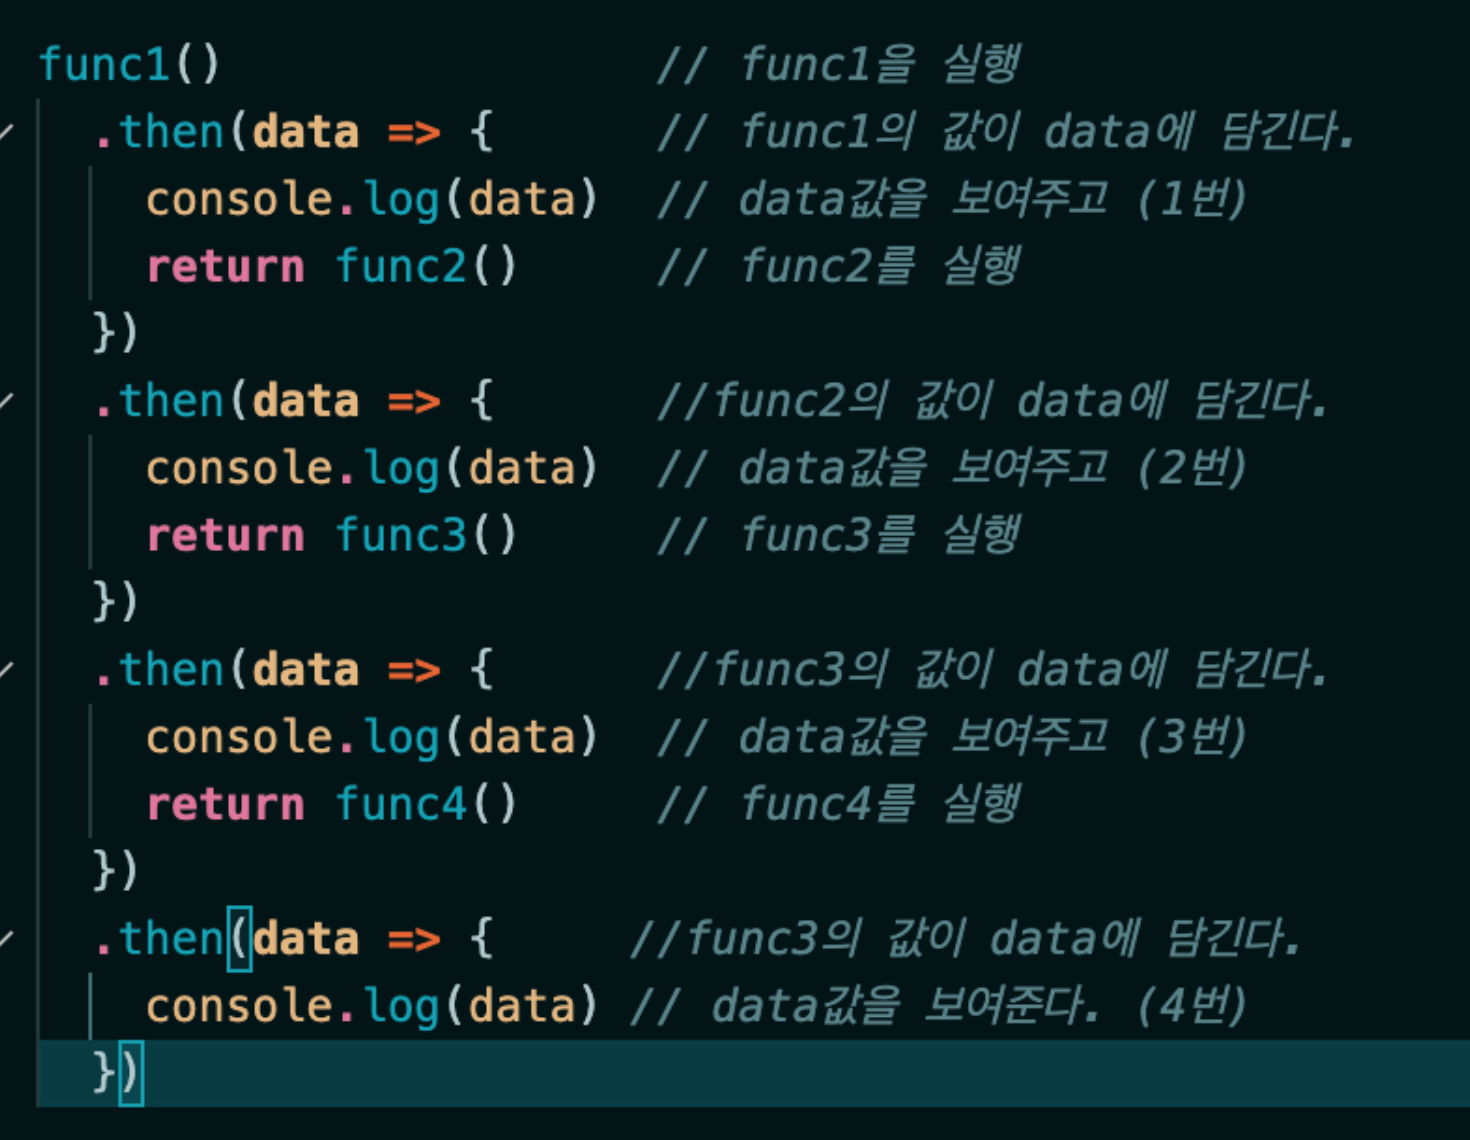 func1() // func1을 실행
.then(data => { // func1의 값이 data에 담긴다.
console.log(data) // data값을 보여주고 (1번)
return func2() // func2를 실행
})
.then(data => { //func2의 값이 data에 담긴다.
console.log(data) // data값을 보여주고 (2번)
return func3() // func3를 실행
})
.then(data => { //func3의 값이 data에 담긴다.
console.log(data) // data값을 보여주고 (3번)
return func4() // func4를 실행
})
.then(data => { //func3의 값이 data에 담긴다.
console.log(data) // data값을 보여준다. (4번)
})